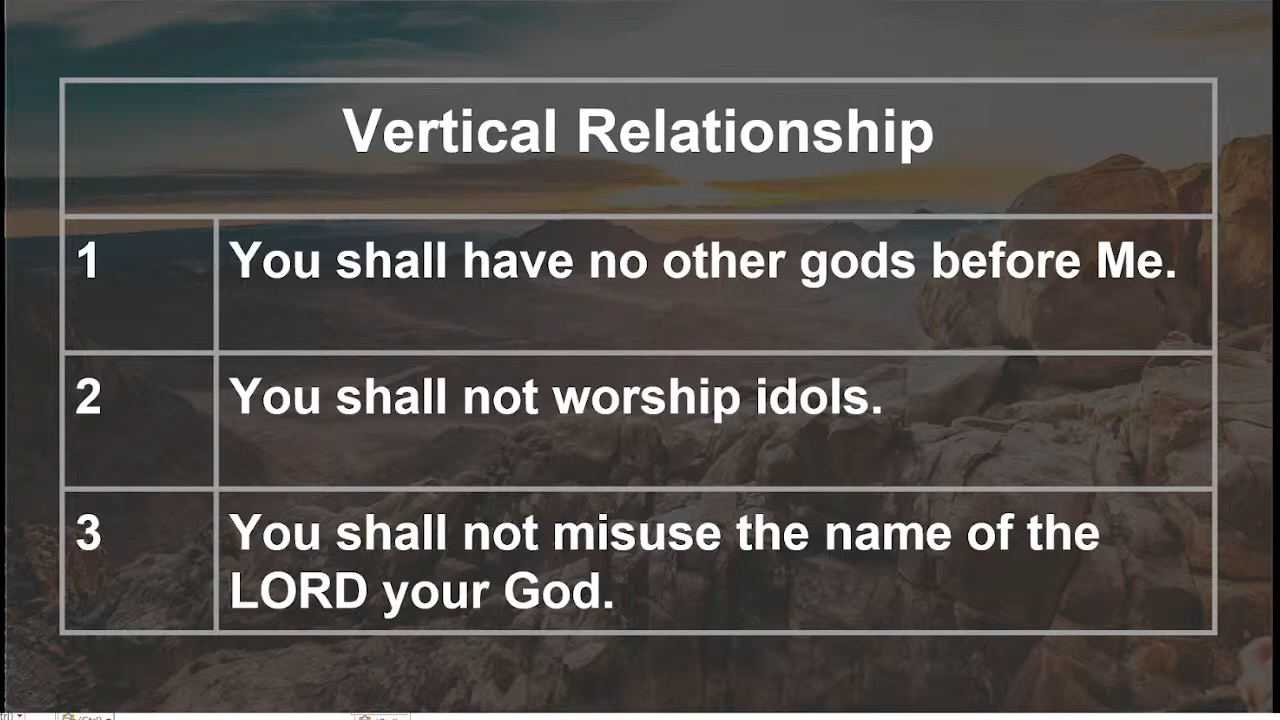 Vertical Relationship
1 You shall have no other gods before Me.
2 You shall not worship idols.
3 You shall not misuse the name of the
LORD your God.
(Ctrl)